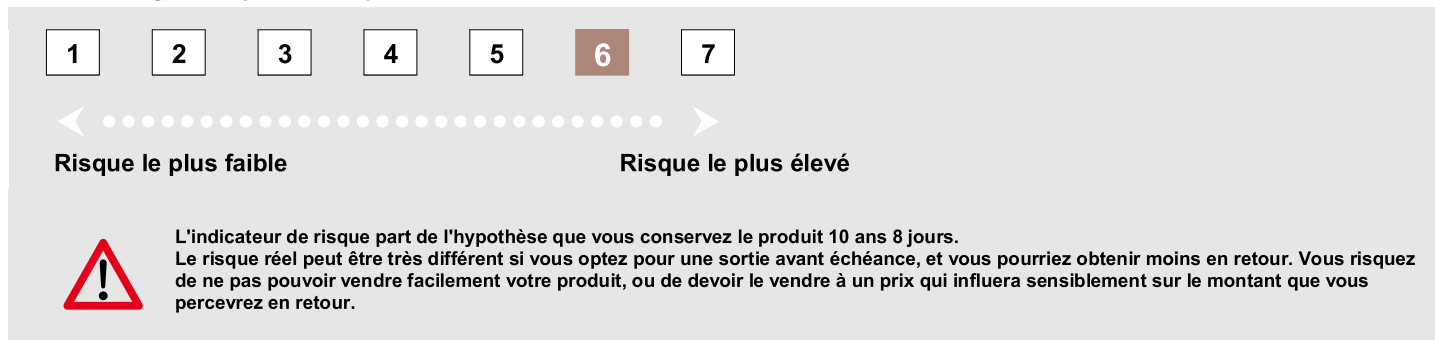 1 2 3 4 5 6 7
Risque le plus faible Risque le plus élevé
L'indicateur de risque part de l'hypothèse que vous conservez le produit 10 ans 8 jours.
Le risque réel peut être très différent si vous optez pour une sortie avant échéance, et vous pourriez obtenir moins en retour. Vous risquez
de ne pas pouvoir vendre facilement votre produit, ou de devoir le vendre à un prix qui influera sensiblement sur le montant que vous
percevrez en retour.